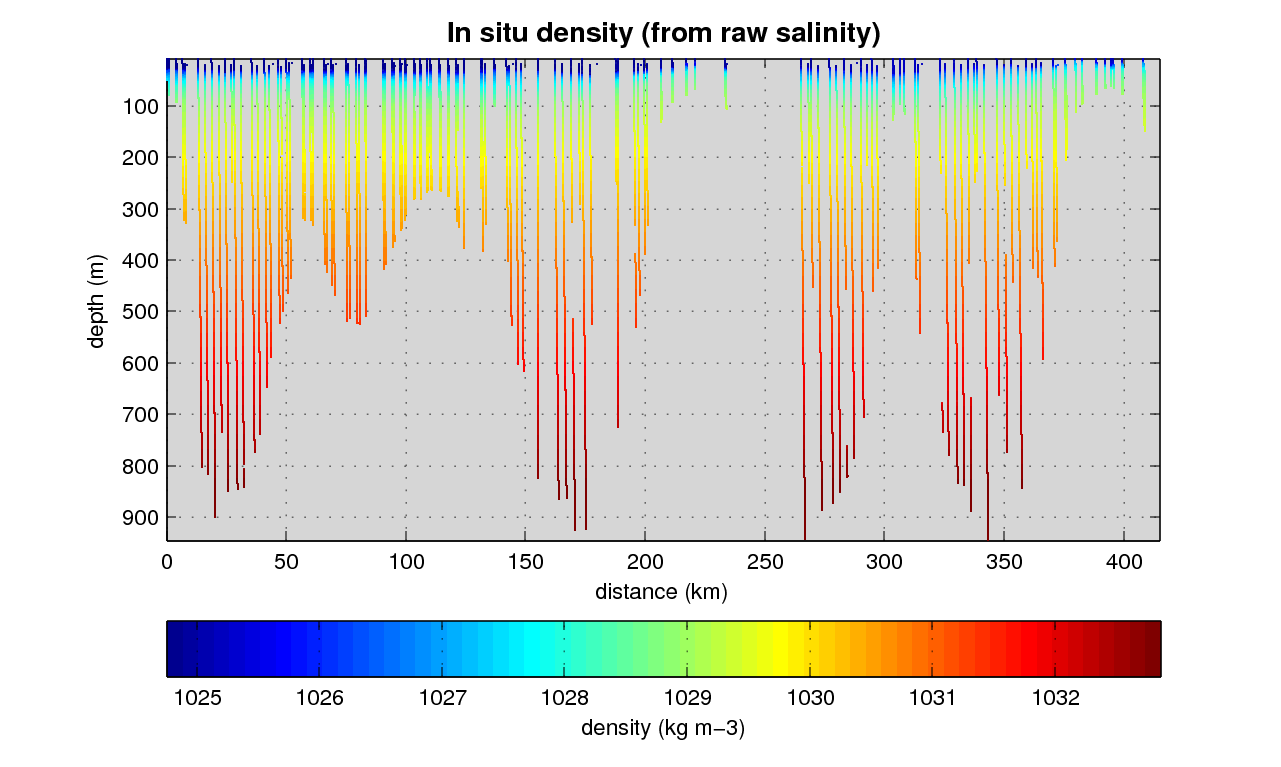 In situ density (from raw salinity)
100
200
300
400
500
600
700
800
900
depth (m)
0 50 100 150 200 250 300 350 400
distance (km)
1025 1026 1027 1028 1029 1030 1031 1032
density (kg m−3)